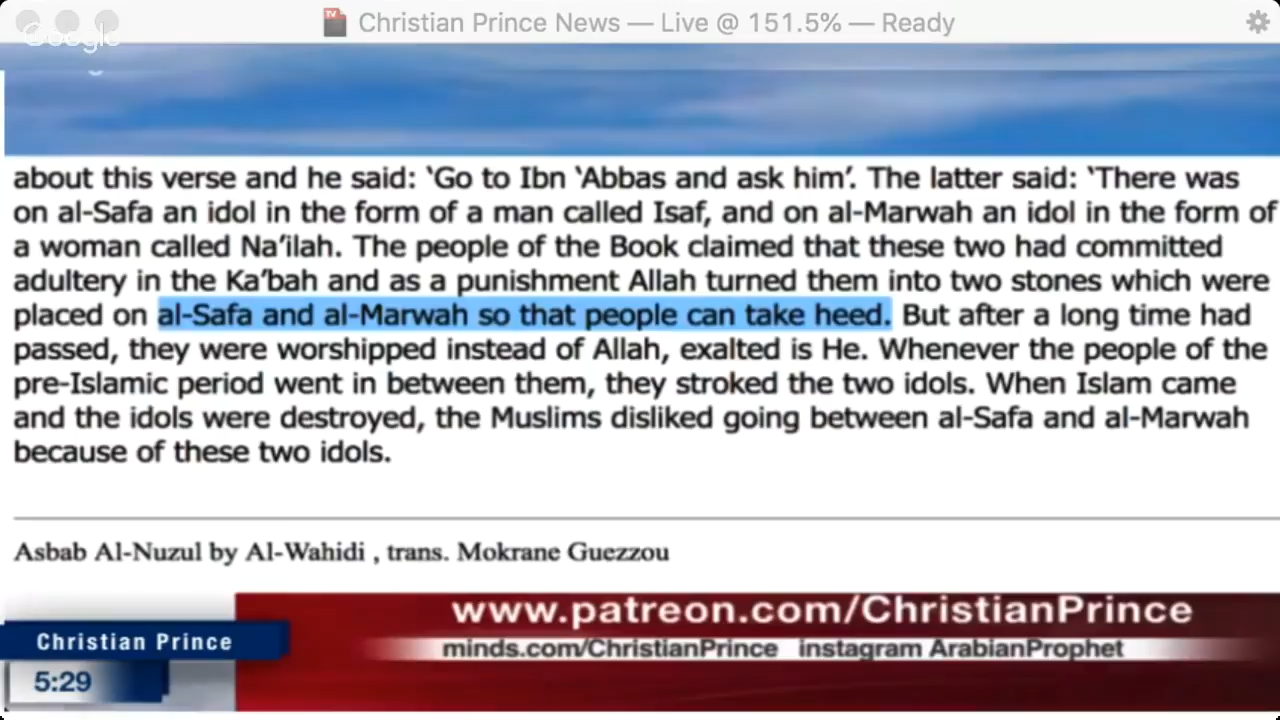 TV
Christian Prince News — Live @ 151.5% — Ready
Google
about this verse and he said: ‘Go to Ibn ‘Abbas and ask him’. The latter said: ‘There was
on al-Safa an idol in the form of a man called Isaf, and on al-Marwah an idol in the form of
a woman called Na’ilah. The people of the Book claimed that these two had committed
adultery in the Ka’bah and as a punishment Allah turned them into two stones which were
placed on al-Safa and al-Marwah so that people can take heed. But after a long time had
passed, they were worshipped instead of Allah, exalted is He. Whenever the people of the
pre-Islamic period went in between them, they stroked the two idols. When Islam came
and the idols were destroyed, the Muslims disliked going between al-Safa and al-Marwah
because of these two idols.
Asbab Al-Nuzul by Al-Wahidi , trans. Mokrane Guezzou
www.patreon.com/ChristianPrince
Christian Prince
minds.com/ChristianPrince instagram ArabianProphet
5:29